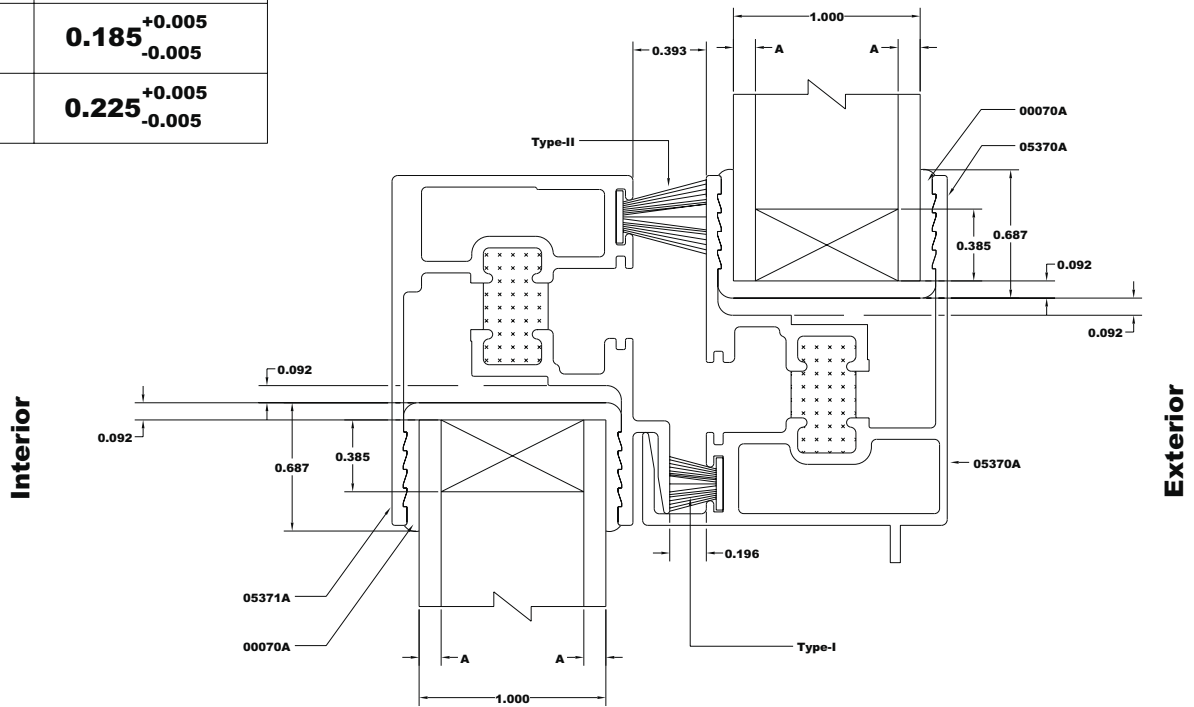 +0.005
0.185
-0.005
+0.005
0.225
-0.005
1.000
0.393
A
A
00070A
Type-II
05370A
0.687
0.385
0.092
0.092
0.092
Interior
Exterior
0.092
0.687
0.385
05370A
0.196
05371A
00070A
Type-I
A
A
1.000